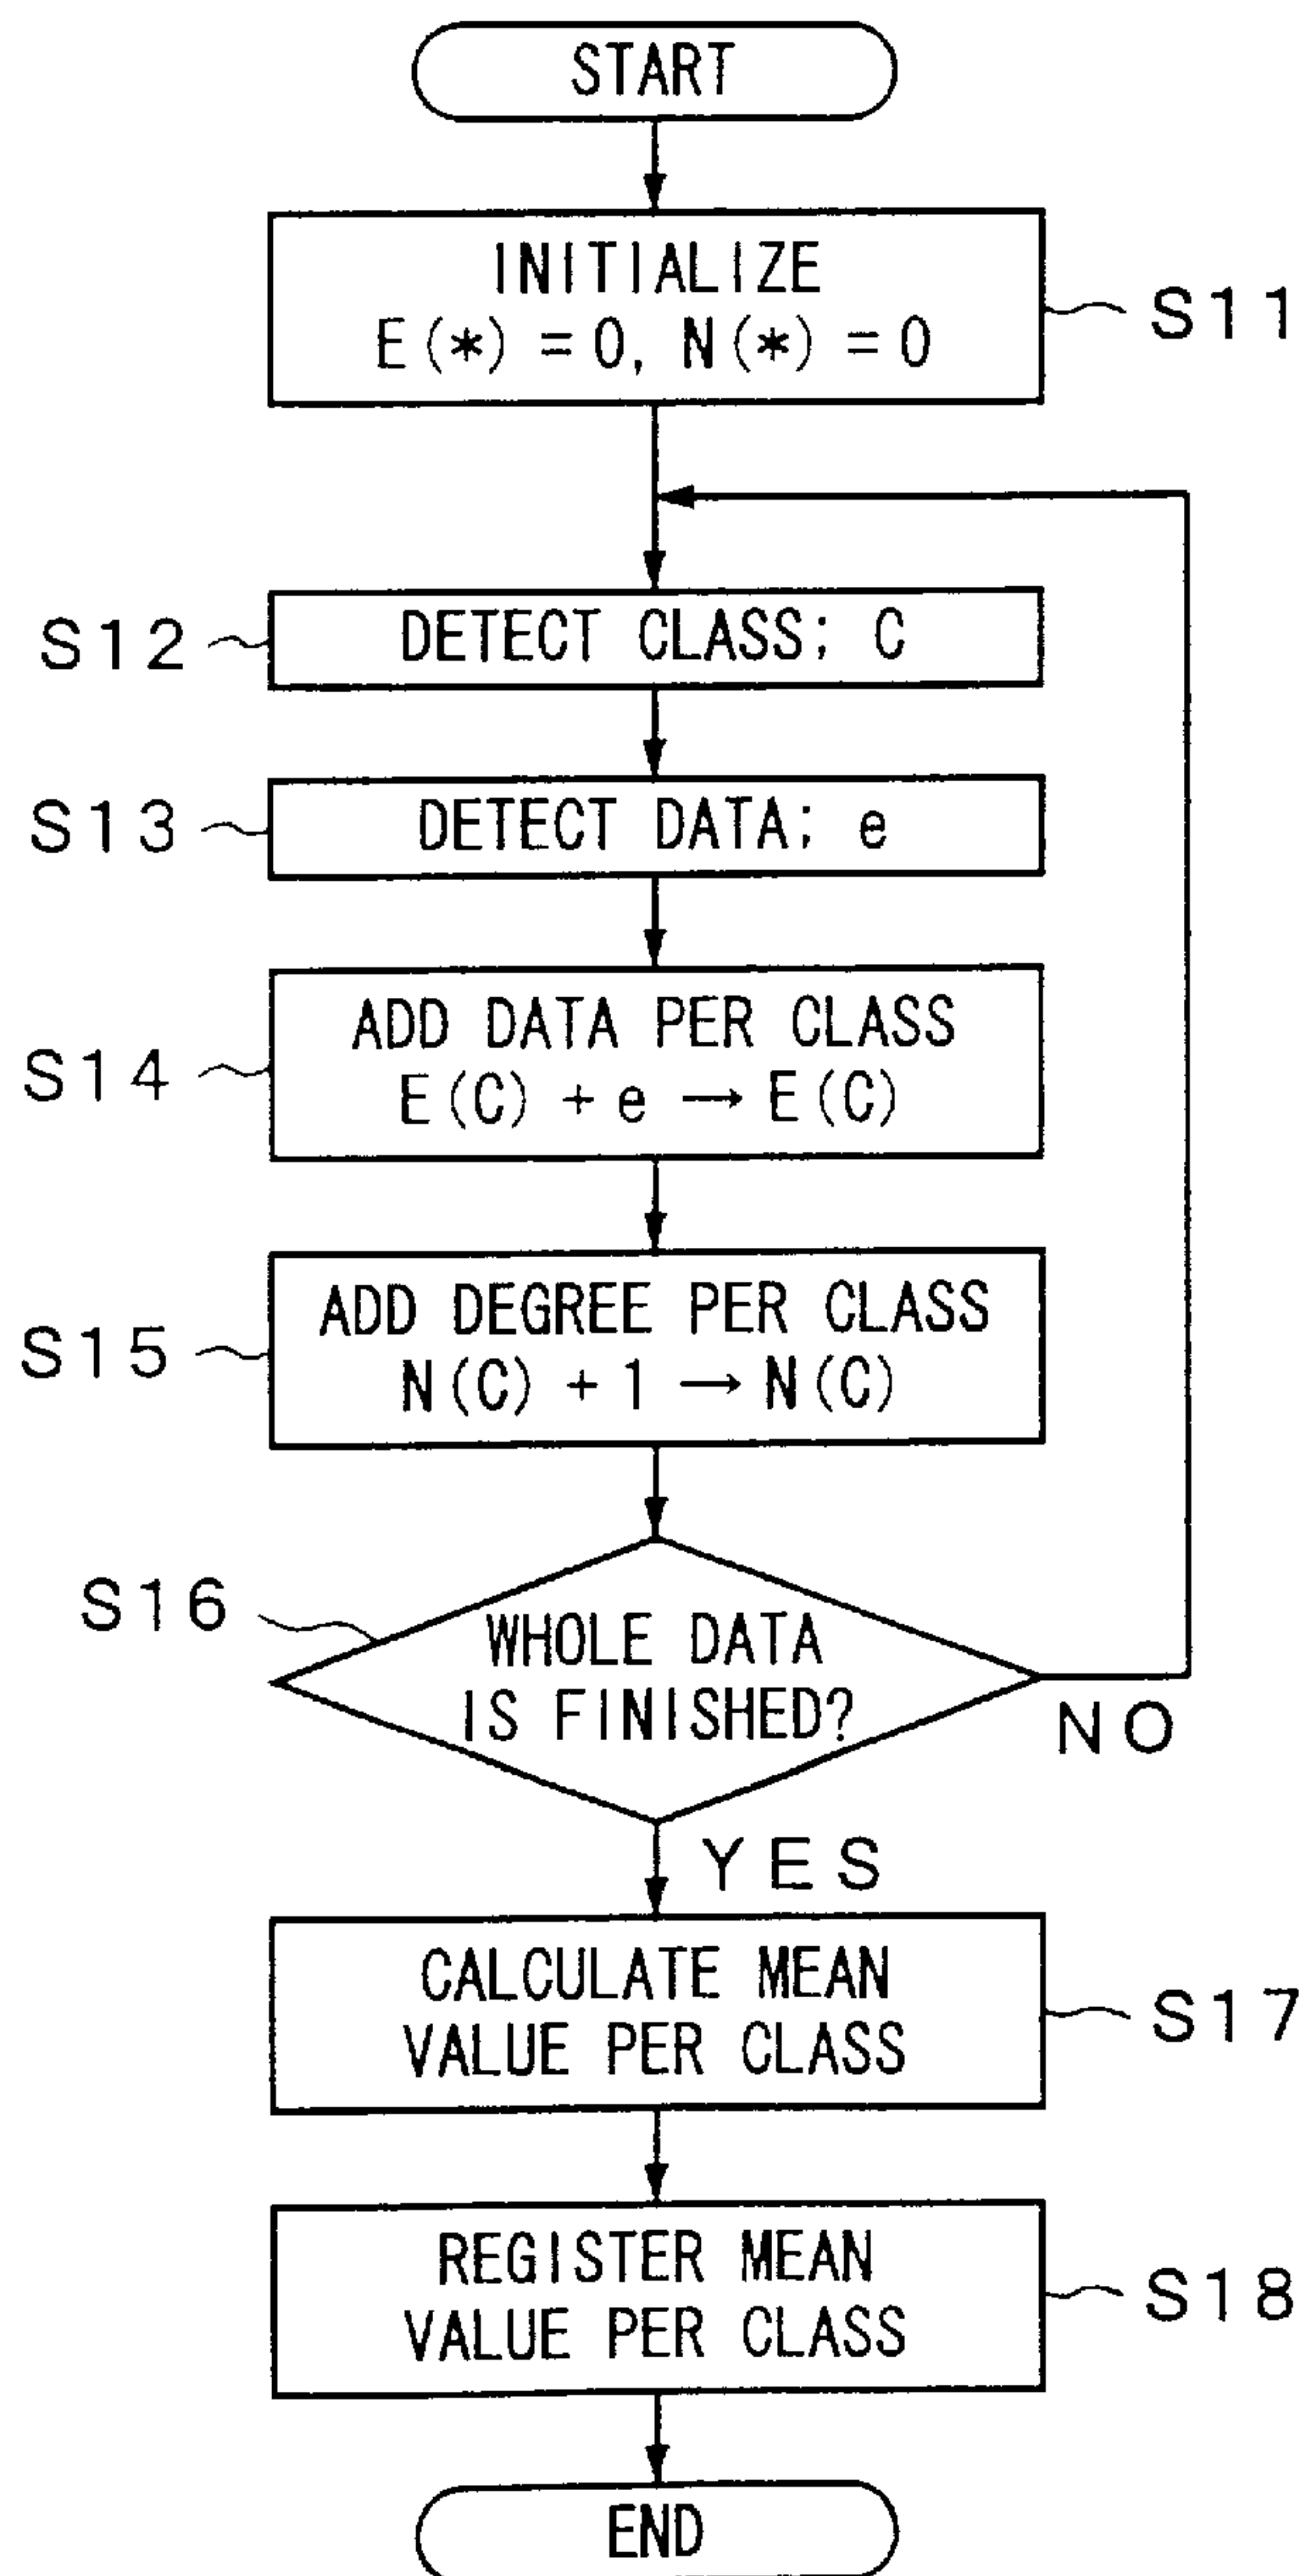 START
INITIALIZE
E(*) = 0, N(*) = 0
S11
S12
DETECT CLASS; C
S13
DETECT DATA; e
S14
ADD DATA PER CLASS
E(C) + e → E(C)
S15
ADD DEGREE PER CLASS
N(C) + 1 → N(C)
S16
WHOLE DATA
IS FINISHED?
NO
YES
CALCULATE MEAN
VALUE PER CLASS
S17
REGISTER MEAN
VALUE PER CLASS
S18
END